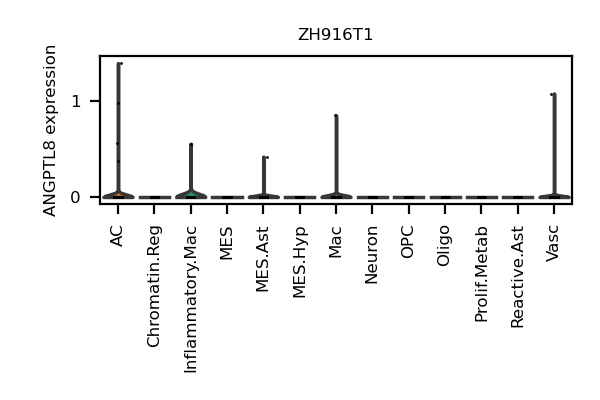 ZH916T1
ANGPTL8 expression
1
0
AC
Chromatin.Reg
Inflammatory.Mac
MES
MES.Ast
MES.Hyp
Mac
Neuron
OPC
Oligo
Prolif.Metab
Reactive.Ast
Vasc